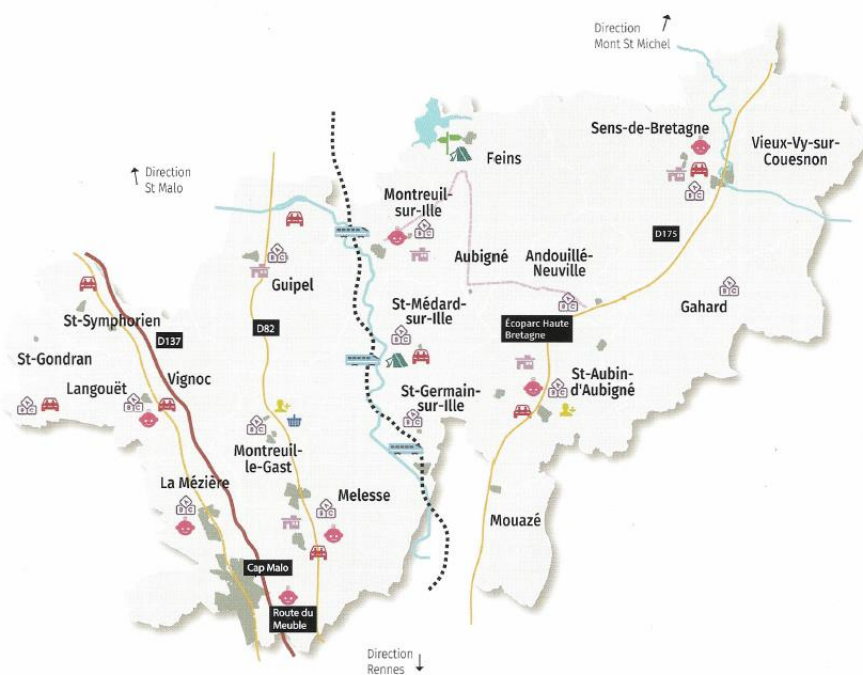 Direction
Mont St Michel
Sens-de-Bretagne
Vieux-Vy-sur-
Couesnon
Feins
Direction
St Malo
Montreuil-
sur-Ille
D175
Aubigné
Andouillé-
Neuville
Guipel
Gahard
St-Médard-
sur-Ille
Écoparc Haute
Bretagne
St-Symphorien
D137
D82
St-Gondran
Langouët
Vignoc
St-Aubin-
d'Aubigné
St-Germain-
sur-Ille
Montreuil-
le-Gast
La Mézière
Melesse
Mouazé
Cap Malo
Route du
Meuble
Direction
Rennes